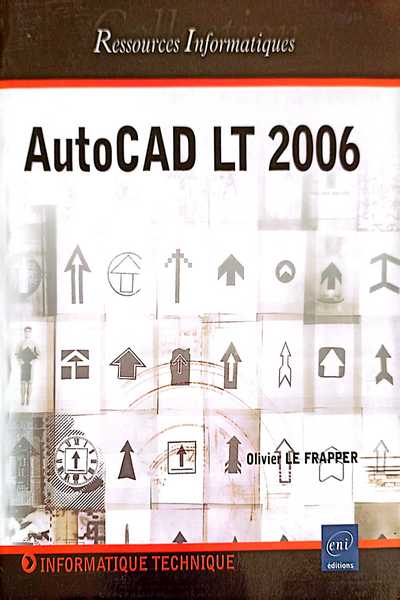 Ressources Informatiques
AutoCAD LT 2006
Olivier LE FRAPPER
INFORMATIQUE TECHNIQUE
eni
éditions